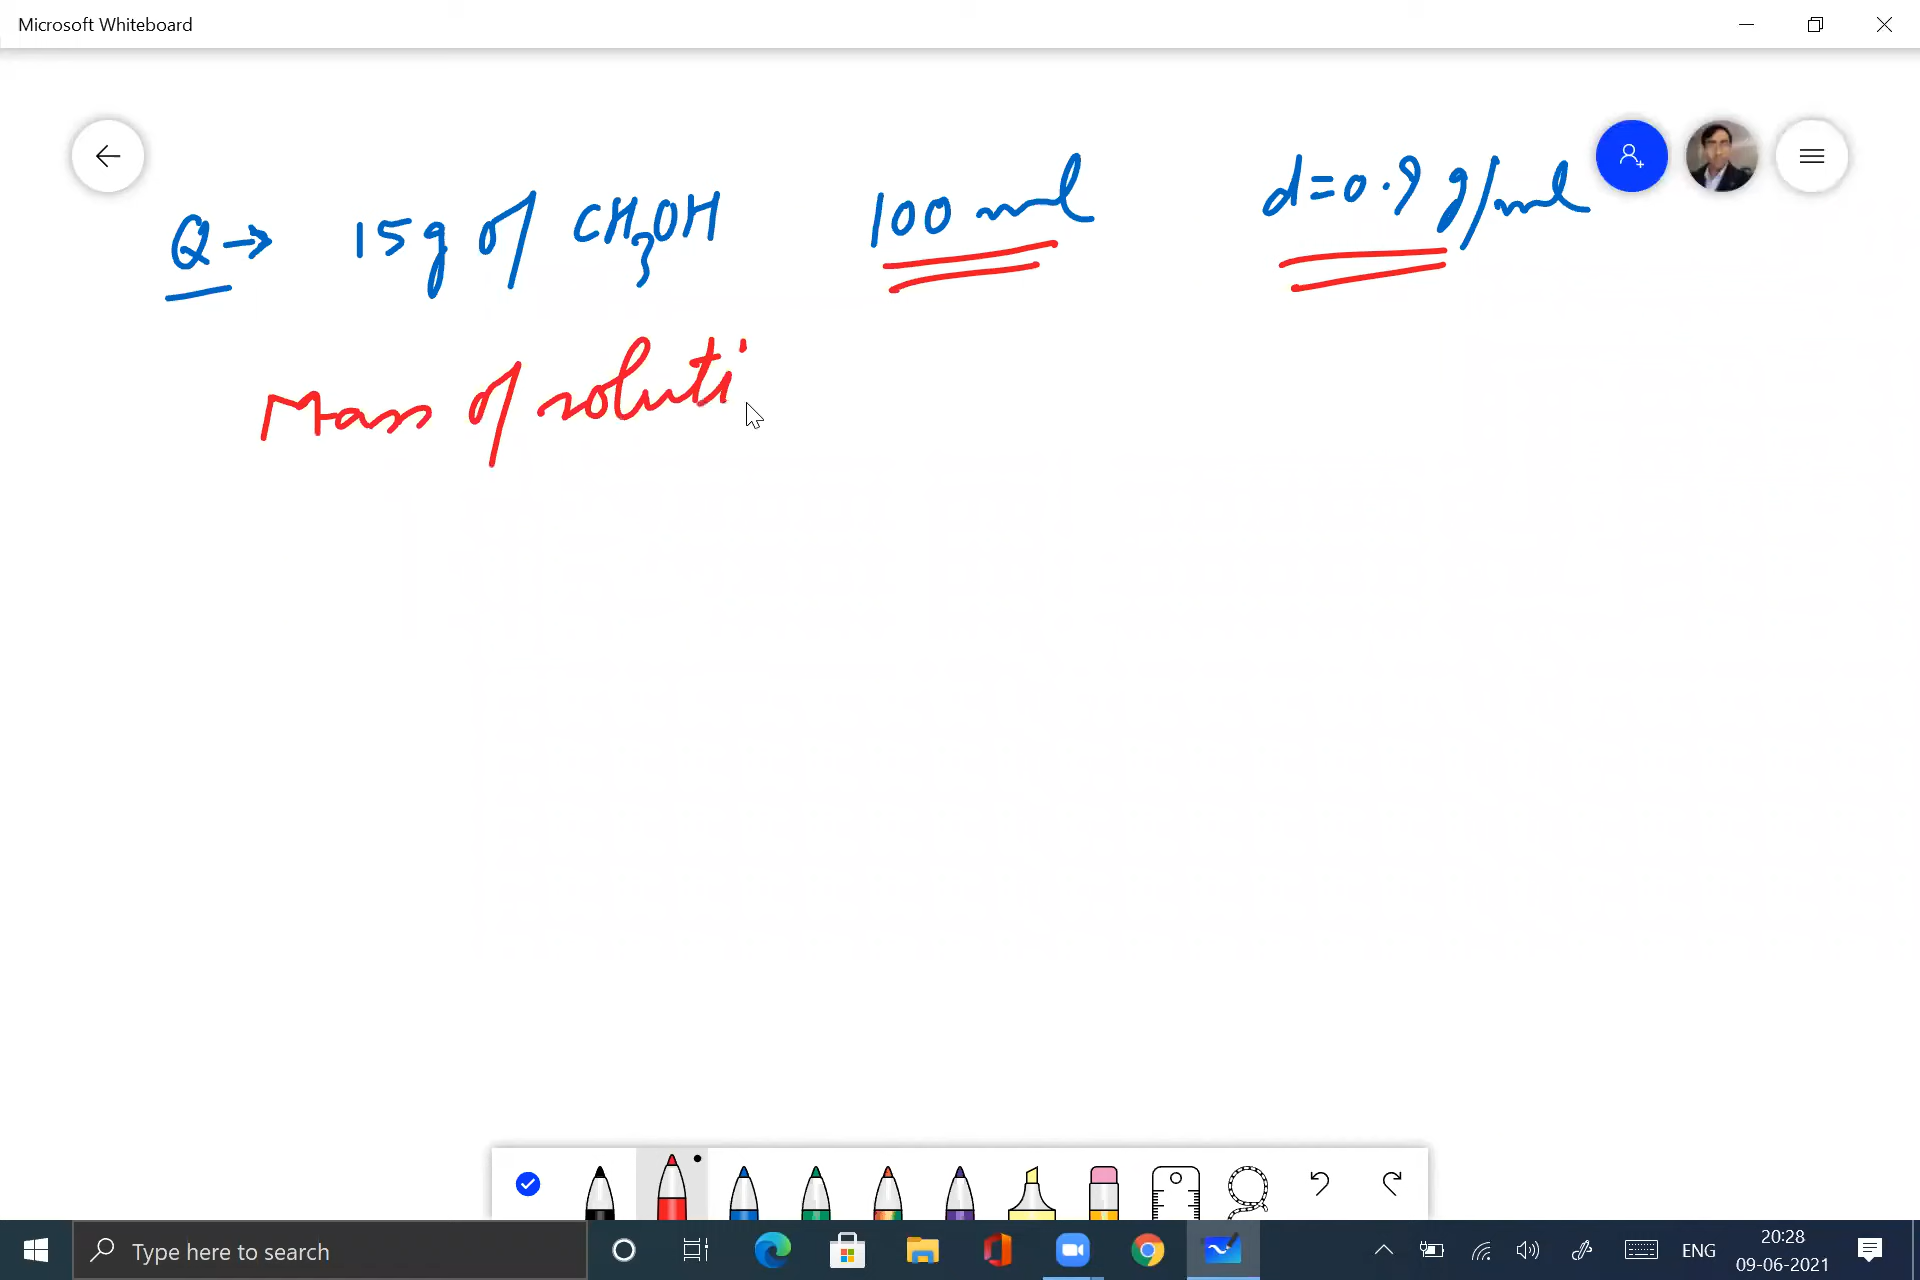 Microsoft Whiteboard
Q → 15g of CH3OH 100 ml d=0.9 g/ml
Mass of soluti
Type here to search
ENG
20:28
09-06-2021